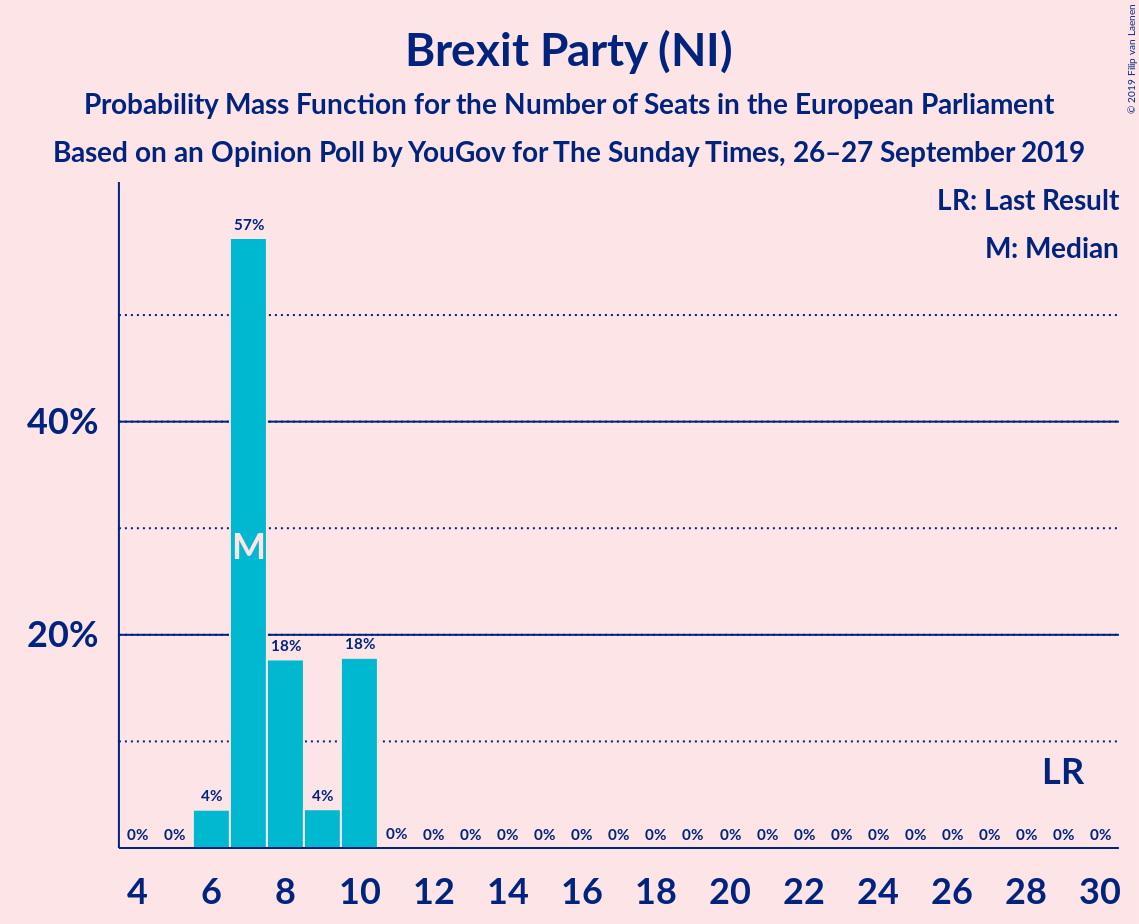 Brexit Party (NI)
Probability Mass Function for the Number of Seats in the European Parliament
Based on an Opinion Poll by YouGov for The Sunday Times, 26–27 September 2019
© 2019 Filip van Laenen
LR: Last Result
M: Median
57%
40%
M
20%
18%
18%
4%
4%
LR
0% 0% 0% 0% 0% 0% 0% 0% 0% 0% 0% 0% 0% 0% 0% 0% 0% 0% 0% 0% 0% 0%
4 6 8 10 12 14 16 18 20 22 24 26 28 30